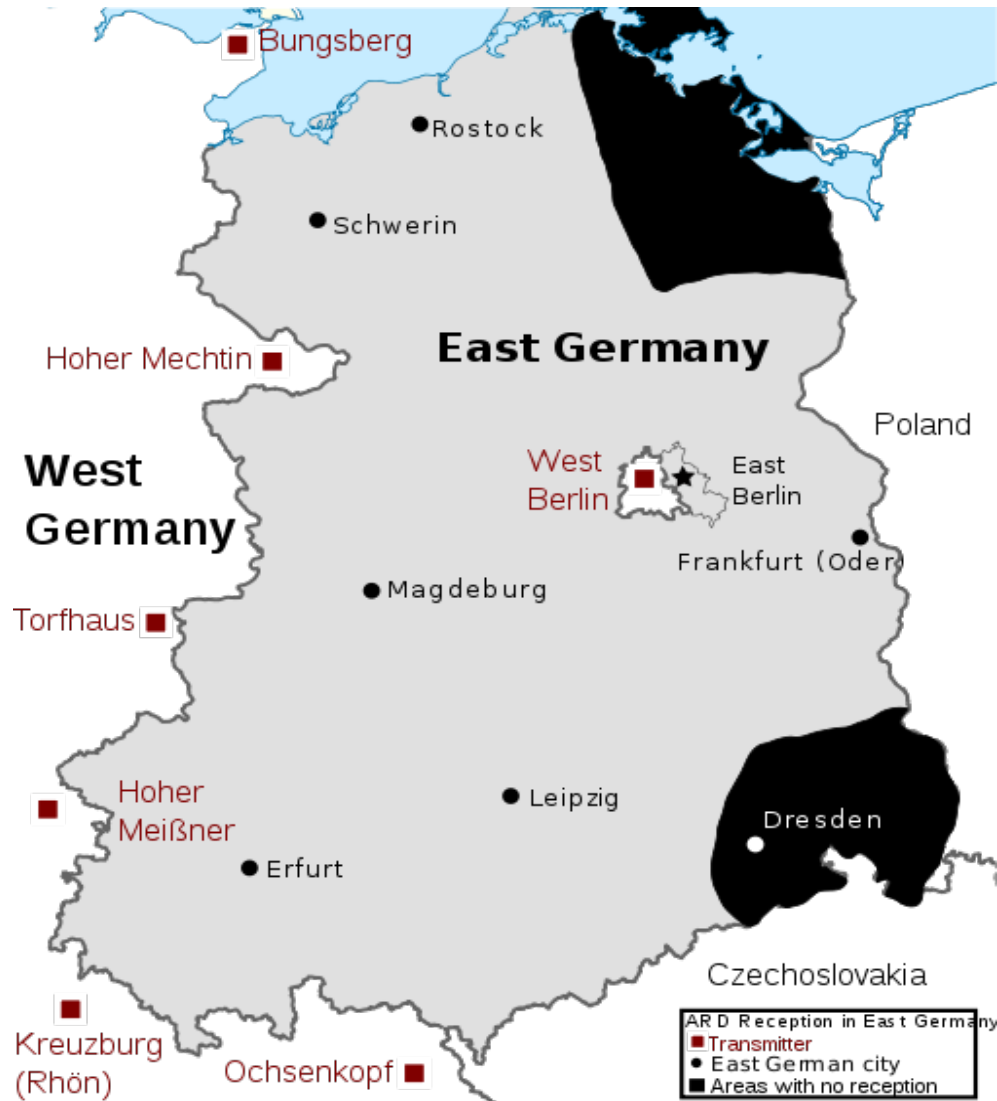 Bungsberg
Rostock
Schwerin
East Germany
Hoher Mechtin
Poland
West
Germany
West
Berlin
East
Berlin
Frankfurt (Oder)
Magdeburg
Torfhaus
Hoher
Meißner
Leipzig
Dresden
Erfurt
Czechoslovakia
Kreuzburg
(Rhön)
Ochsenkopf
ARD Reception in East Germany
Transmitter
East German city
Areas with no reception